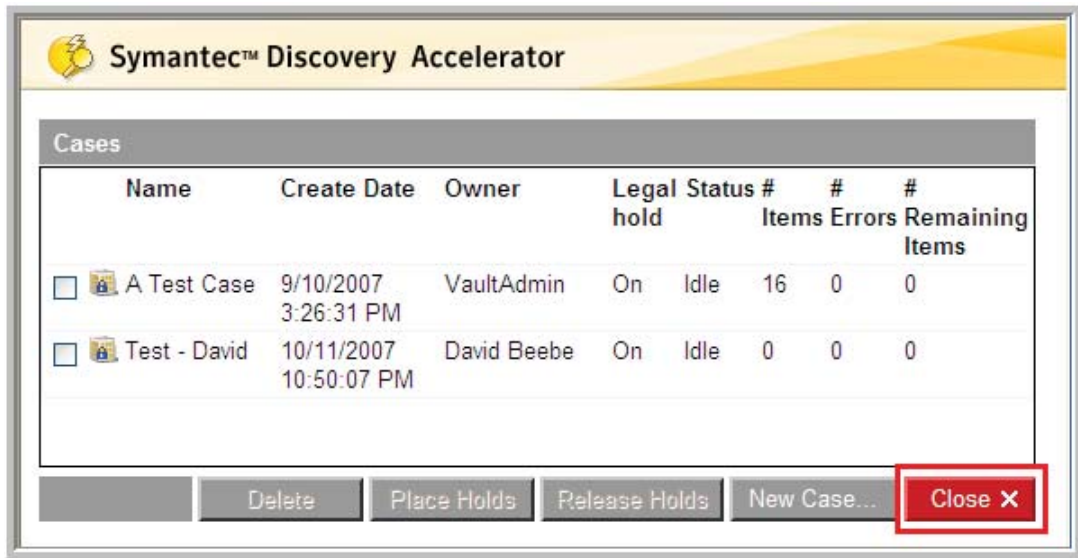 Symantec™ Discovery Accelerator
Cases
Name Create Date Owner Legal Status # # #
hold Items Errors Remaining
Items
A Test Case 9/10/2007 VaultAdmin On Idle 16 0 0
3:26:31 PM
Test - David 10/11/2007 David Beebe On Idle 0 0 0
10:50:07 PM
Delete Place Holds Release Holds New Case... Close X